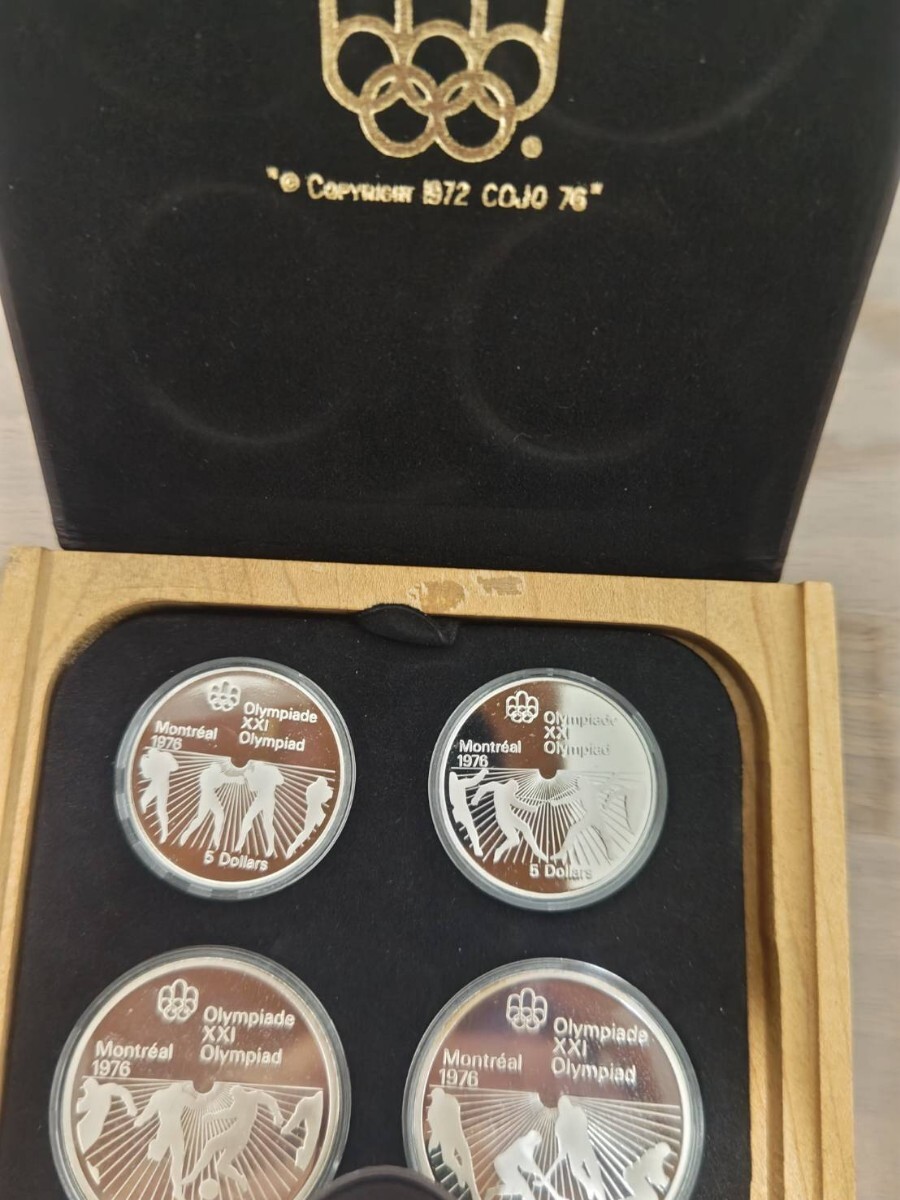 "© COPYRIGHT 1972 COJO 76"
Olympiade
XXI
Olympiad
Montréal
1976
5 Dollars
Olympiade
XXI
Olympiad
Montréal
1976
5 Dollars
Olympiade
XXI
Olympiad
Montréal
1976
Olympiade
XXI
Olympiad
Montréal
1976